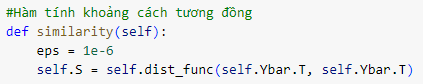 #Hàm tính khoảng cách tương đồng
def similarity(self):
    eps = 1e-6
    self.S = self.dist_func(self.Ybar.T, self.Ybar.T)